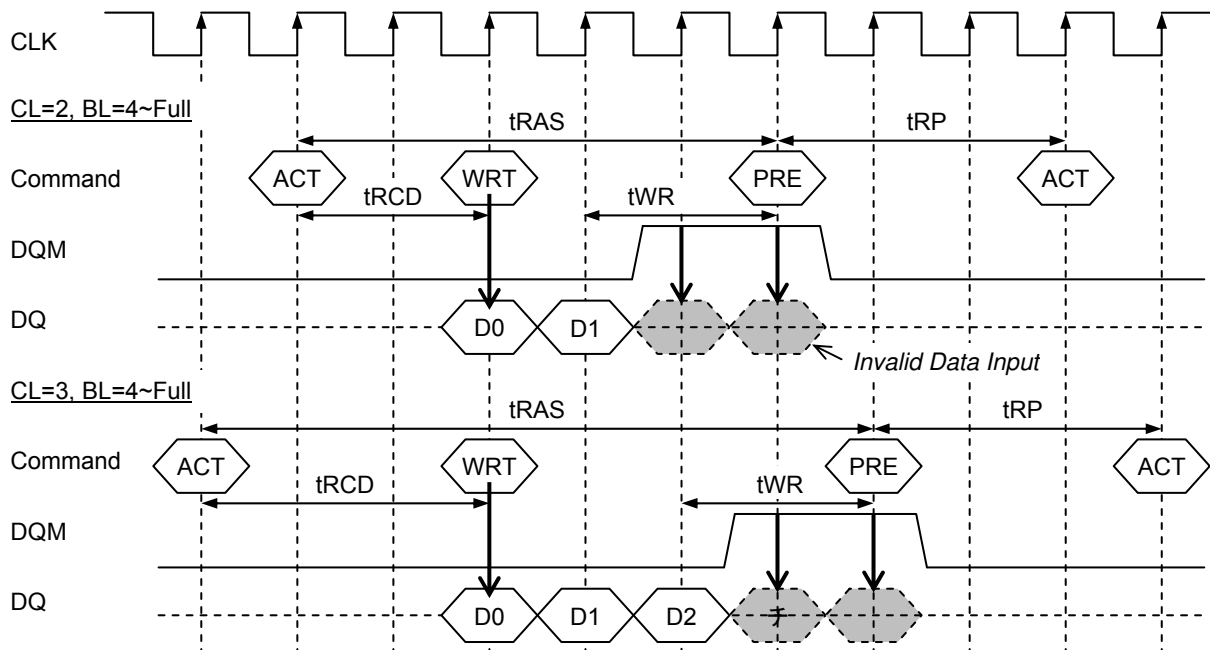 CLK
CL=2, BL=4~Full
tRAS tRP
Command ACT WRT PRE ACT
tRCD tWR
DQM
DQ D0 D1
Invalid Data Input
CL=3, BL=4~Full
tRAS tRP
Command ACT WRT PRE ACT
tRCD tWR
DQM
DQ D0 D1 D2 チ